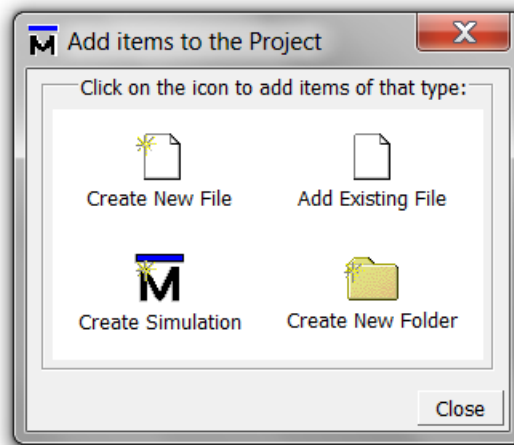 Add items to the Project
Click on the icon to add items of that type:
Create New File
Add Existing File
Create Simulation
Create New Folder
Close